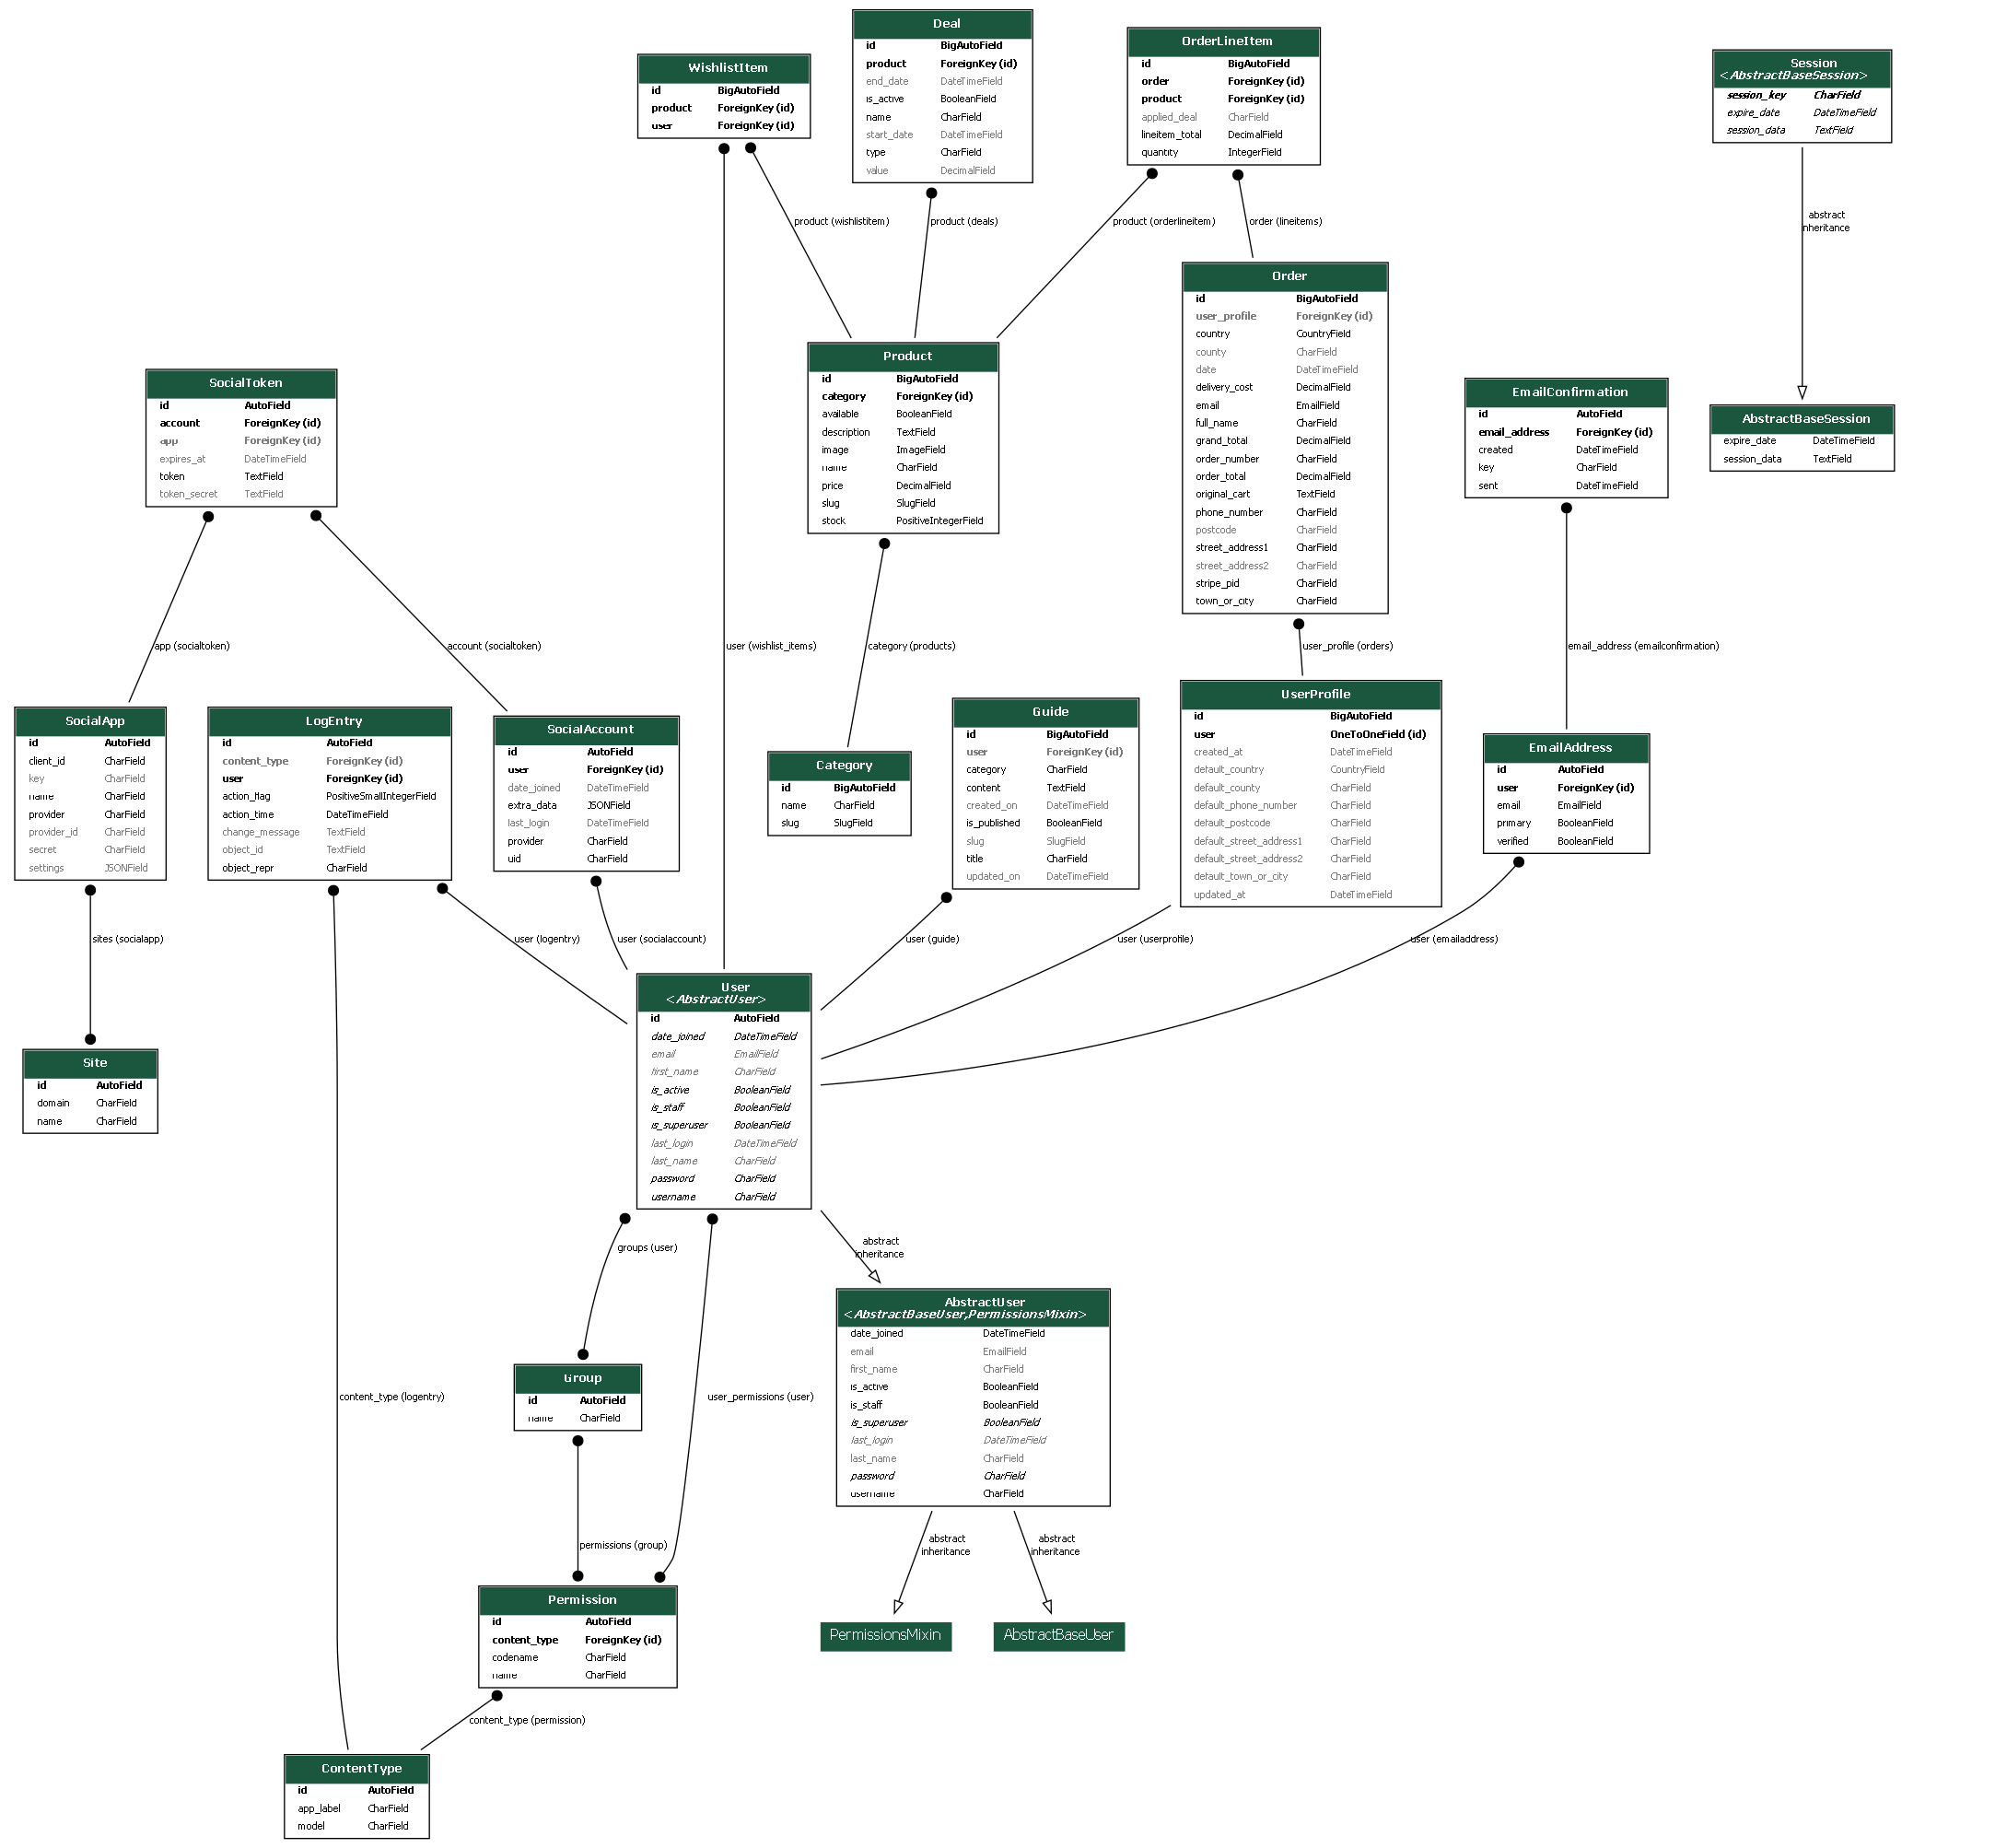 Deal
id BigAutoField
product ForeignKey (id)
end_date DateTimeField
is_active BooleanField
name CharField
start_date DateTimeField
type CharField
value DecimalField
OrderLineItem
id BigAutoField
order ForeignKey (id)
product ForeignKey (id)
applied_deal CharField
lineitem_total DecimalField
quantity IntegerField
WishlistItem
id BigAutoField
product ForeignKey (id)
user ForeignKey (id)
Session
<AbstractBaseSession>
session_key CharField
expire_date DateTimeField
session_data TextField
product (wishlistitem)
product (deals)
product (orderlineitem)
order (lineitems)
abstract
inheritance
Order
id BigAutoField
user_profile ForeignKey (id)
country CountryField
county CharField
date DateTimeField
delivery_cost DecimalField
email EmailField
full_name CharField
grand_total DecimalField
order_number CharField
order_total DecimalField
original_cart TextField
phone_number CharField
postcode CharField
street_address1 CharField
street_address2 CharField
stripe_pid CharField
town_or_city CharField
Product
id BigAutoField
category ForeignKey (id)
available BooleanField
description TextField
image ImageField
name CharField
price DecimalField
slug SlugField
stock PositiveIntegerField
SocialToken
id AutoField
account ForeignKey (id)
app ForeignKey (id)
expires_at DateTimeField
token TextField
token_secret TextField
EmailConfirmation
id AutoField
email_address ForeignKey (id)
created DateTimeField
key CharField
sent DateTimeField
AbstractBaseSession
expire_date DateTimeField
session_data TextField
app (socialtoken)
account (socialtoken)
user (wishlist_items)
category (products)
user_profile (orders)
email_address (emailconfirmation)
SocialApp
id AutoField
client_id CharField
key CharField
name CharField
provider CharField
provider_id CharField
secret CharField
settings JSONField
LogEntry
id AutoField
content_type ForeignKey (id)
user ForeignKey (id)
action_flag PositiveSmallIntegerField
action_time DateTimeField
change_message TextField
object_id TextField
object_repr CharField
SocialAccount
id AutoField
user ForeignKey (id)
date_joined DateTimeField
extra_data JSONField
last_login DateTimeField
provider CharField
uid CharField
Category
id BigAutoField
name CharField
slug SlugField
Guide
id BigAutoField
user ForeignKey (id)
category CharField
content TextField
created_on DateTimeField
is_published BooleanField
slug SlugField
title CharField
updated_on DateTimeField
UserProfile
id BigAutoField
user OneToOneField (id)
created_at DateTimeField
default_country CountryField
default_county CharField
default_phone_number CharField
default_postcode CharField
default_street_address1 CharField
default_street_address2 CharField
default_town_or_city CharField
updated_at DateTimeField
EmailAddress
id AutoField
user ForeignKey (id)
email EmailField
primary BooleanField
verified BooleanField
sites (socialapp)
user (logentry)
user (socialaccount)
user (guide)
user (userprofile)
user (emailaddress)
User
<AbstractUser>
id AutoField
date_joined DateTimeField
email EmailField
first_name CharField
is_active BooleanField
is_staff BooleanField
is_superuser BooleanField
last_login DateTimeField
last_name CharField
password CharField
username CharField
Site
id AutoField
domain CharField
name CharField
groups (user)
abstract
inheritance
AbstractUser
<AbstractBaseUser,PermissionsMixin>
date_joined DateTimeField
email EmailField
first_name CharField
is_active BooleanField
is_staff BooleanField
is_superuser BooleanField
last_login DateTimeField
last_name CharField
password CharField
username CharField
Group
id AutoField
name CharField
content_type (logentry)
user_permissions (user)
permissions (group)
abstract
inheritance
abstract
inheritance
Permission
id AutoField
content_type ForeignKey (id)
codename CharField
name CharField
PermissionsMixin
AbstractBaseUser
content_type (permission)
ContentType
id AutoField
app_label CharField
model CharField